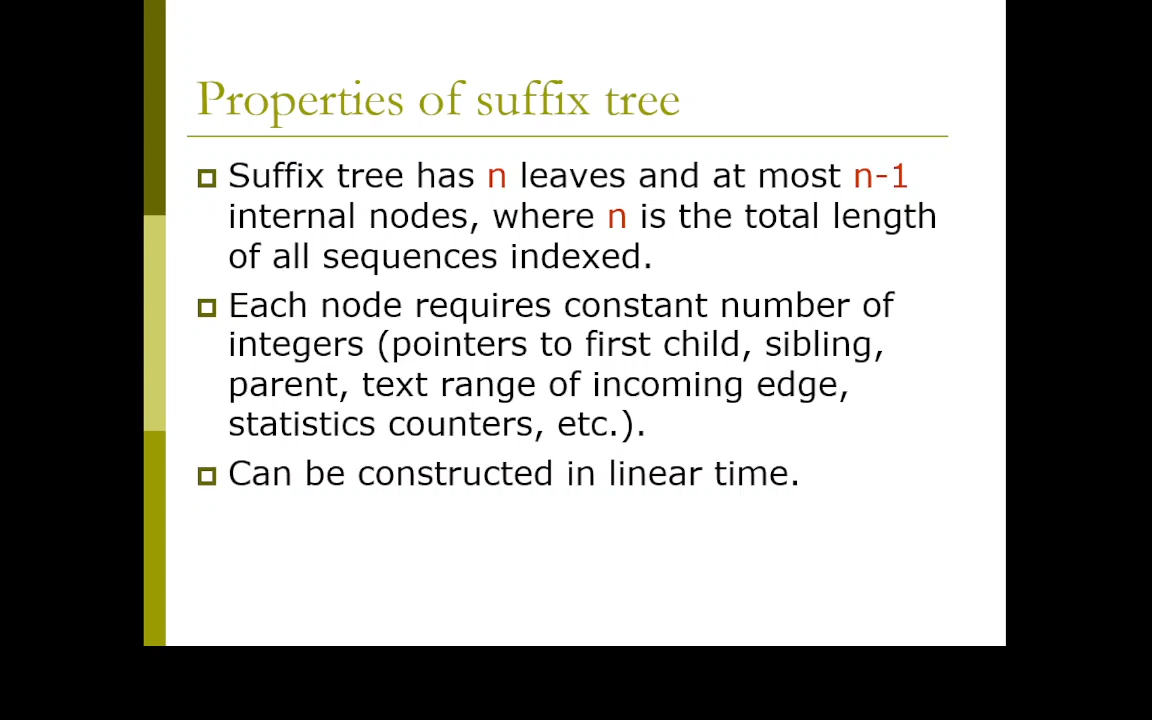 Properties of suffix tree
Suffix tree has n leaves and at most n-1
internal nodes, where n is the total length
of all sequences indexed.
Each node requires constant number of
integers (pointers to first child, sibling,
parent, text range of incoming edge,
statistics counters, etc.).
Can be constructed in linear time.